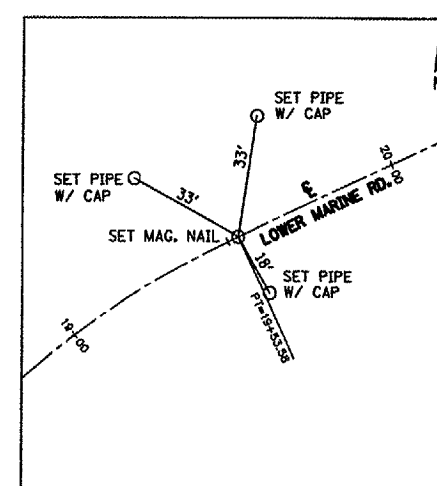 SET PIPE
W/ CAP
33'
20+00
SET PIPE
W/ CAP
33'
℄
LOWER MARINE RD.
SET MAG. NAIL
18'
SET PIPE
W/ CAP
PT=19+53.58
19+00